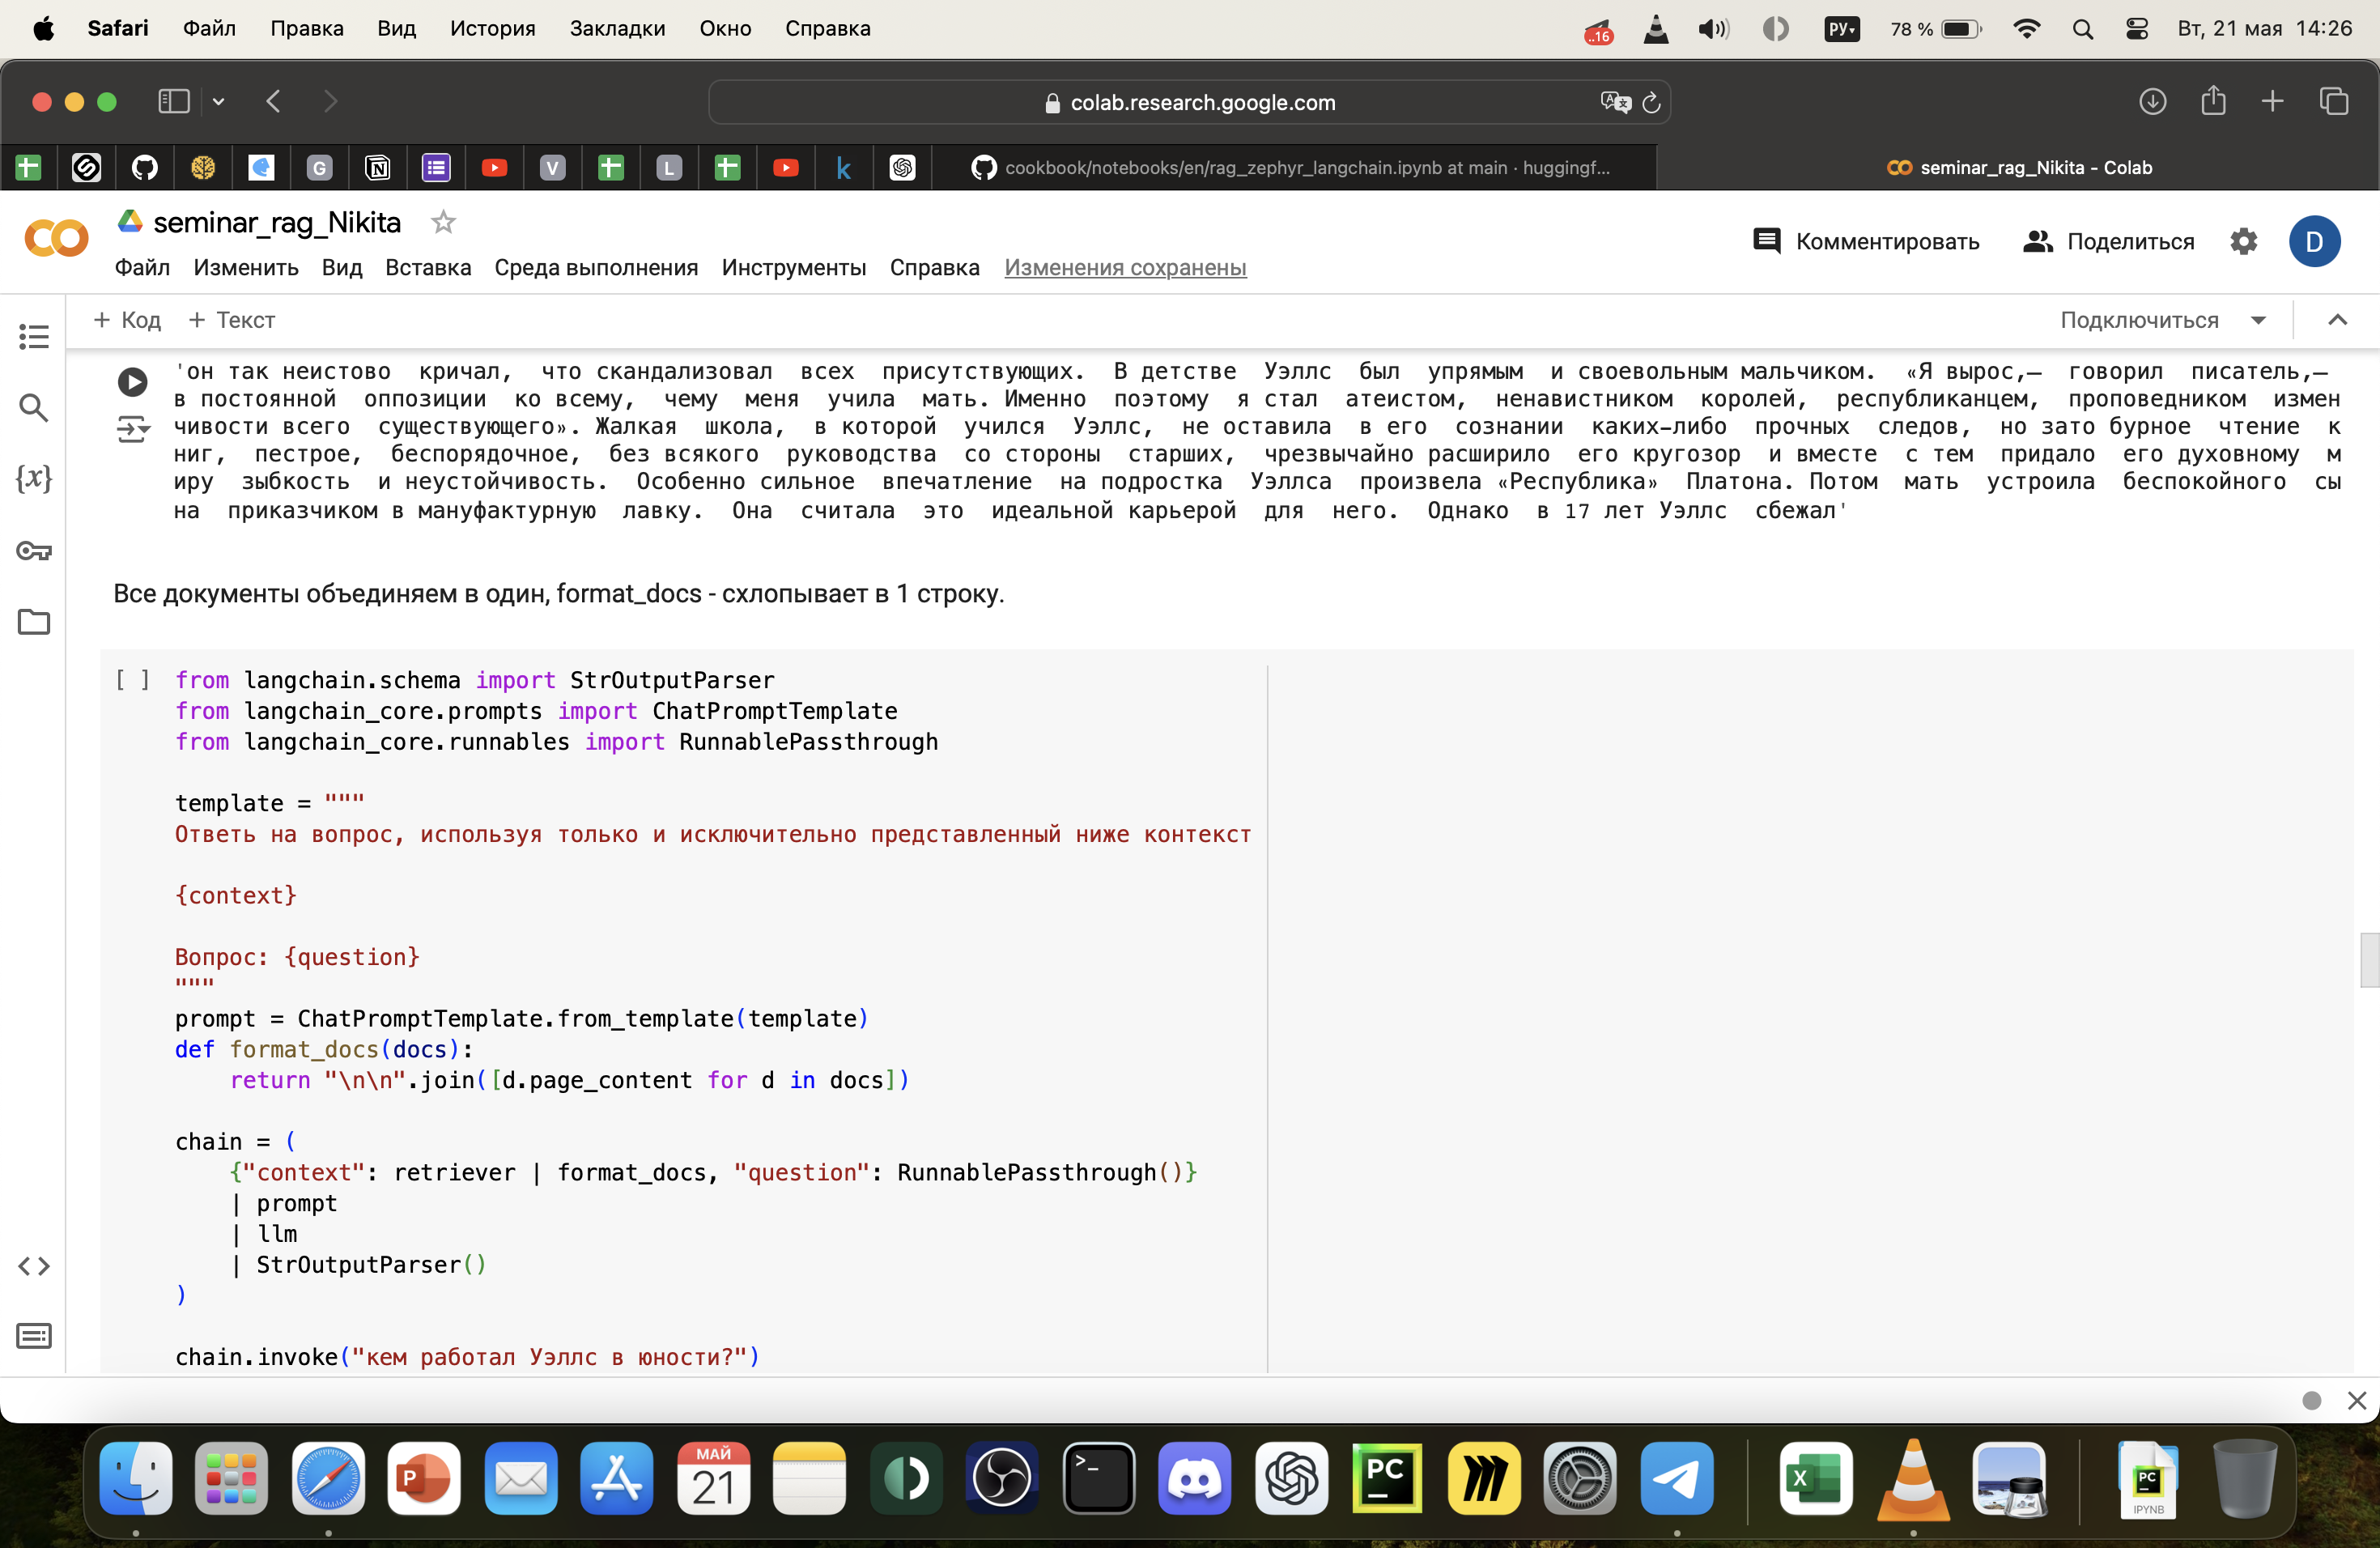 Safari Файл Правка Вид История Закладки Окно Справка ..16 РУ 78 % Вт, 21 мая 14:26
colab.research.google.com
G V L k cookbook/notebooks/en/rag_zephyr_langchain.ipynb at main · huggingf... seminar_rag_Nikita - Colab
seminar_rag_Nikita
Комментировать Поделиться D
Файл Изменить Вид Вставка Среда выполнения Инструменты Справка Изменения сохранены
+ Код + Текст Подключиться
'он так неистово кричал, что скандализовал всех присутствующих. В детстве Уэллс был упрямым и своевольным мальчиком. «Я вырос,— говорил писатель,—
в постоянной оппозиции ко всему, чему меня учила мать. Именно поэтому я стал атеистом, ненавистником королей, республиканцем, проповедником измен
чивости всего существующего». Жалкая школа, в которой учился Уэллс, не оставила в его сознании каких-либо прочных следов, но зато бурное чтение к
ниг, пестрое, беспорядочное, без всякого руководства со стороны старших, чрезвычайно расширило его кругозор и вместе с тем придало его духовному м
иру зыбкость и неустойчивость. Особенно сильное впечатление на подростка Уэллса произвела «Республика» Платона. Потом мать устроила беспокойного сы
на приказчиком в мануфактурную лавку. Она считала это идеальной карьерой для него. Однако в 17 лет Уэллс сбежал'
{x}
Все документы объединяем в один, format_docs - схлопывает в 1 строку.
[ ] from langchain.schema import StrOutputParser
from langchain_core.prompts import ChatPromptTemplate
from langchain_core.runnables import RunnablePassthrough
template = """
Ответь на вопрос, используя только и исключительно представленный ниже контекст
{context}
Вопрос: {question}
"""
prompt = ChatPromptTemplate.from_template(template)
def format_docs(docs):
    return "\n\n".join([d.page_content for d in docs])
chain = (
    {"context": retriever | format_docs, "question": RunnablePassthrough()}
    | prompt
    | llm
    | StrOutputParser()
)
chain.invoke("кем работал Уэллс в юности?")
P МАЙ 21 >_ PC X PC IPYNB